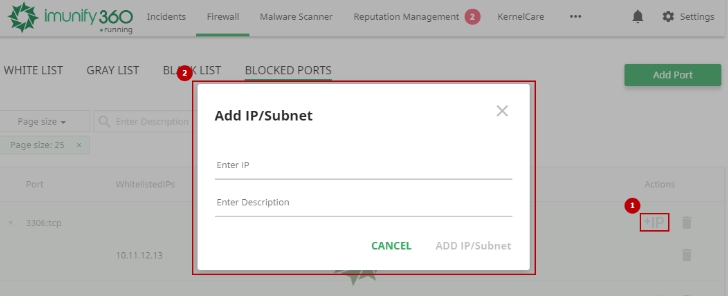 imunify360
running
Incidents
Firewall
Malware Scanner
Reputation Management 2
KernelCare
•••
Settings
WHITE LIST
GRAY LIST
BLACK LIST
BLOCKED PORTS
2
Add Port
Page size
Enter Description
Page size: 25 ×
Add IP/Subnet
Enter IP
Enter Description
CANCEL
ADD IP/Subnet
Port
WhitelistedIPs
Actions
1
3306:tcp
+IP
10.11.12.13